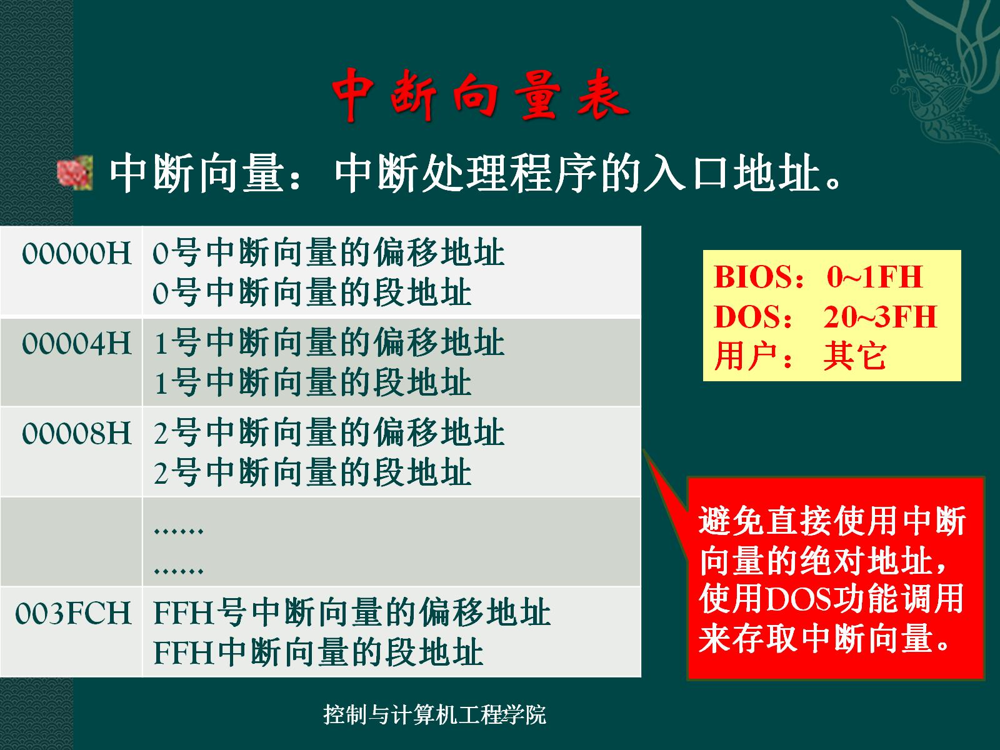 中断向量表
中断向量：中断处理程序的入口地址。
00000H 0号中断向量的偏移地址
0号中断向量的段地址
00004H 1号中断向量的偏移地址
1号中断向量的段地址
00008H 2号中断向量的偏移地址
2号中断向量的段地址
......
......
003FCH FFH号中断向量的偏移地址
FFH中断向量的段地址
BIOS：0~1FH
DOS： 20~3FH
用户： 其它
避免直接使用中断
向量的绝对地址，
使用DOS功能调用
来存取中断向量。
控制与计算机工程学院